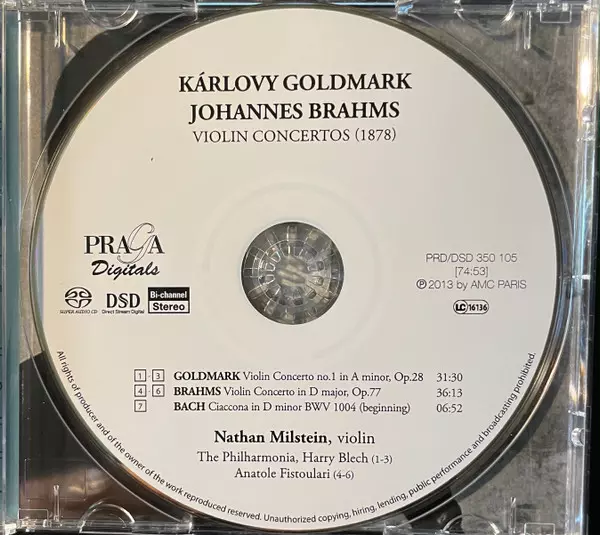 KÁRLOVY GOLDMARK
JOHANNES BRAHMS
VIOLIN CONCERTOS (1878)
PRAGA
Digitals
SUPER AUDIO CD
DSD
Direct Stream Digital
Bi-channel
Stereo
PRD/DSD 350 105
[74:53]
℗ 2013 by AMC PARIS
LC 16136
1 - 3 GOLDMARK Violin Concerto no.1 in A minor, Op.28 31:30
4 - 6 BRAHMS Violin Concerto in D major, Op.77 36:13
7 BACH Ciaccona in D minor BWV 1004 (beginning) 06:52
Nathan Milstein, violin
The Philharmonia, Harry Blech (1-3)
Anatole Fistoulari (4-6)
All rights of producer and of the owner of the work reproduced reserved. Unauthorized copying, hiring, lending, public performance and broadcasting prohibited.